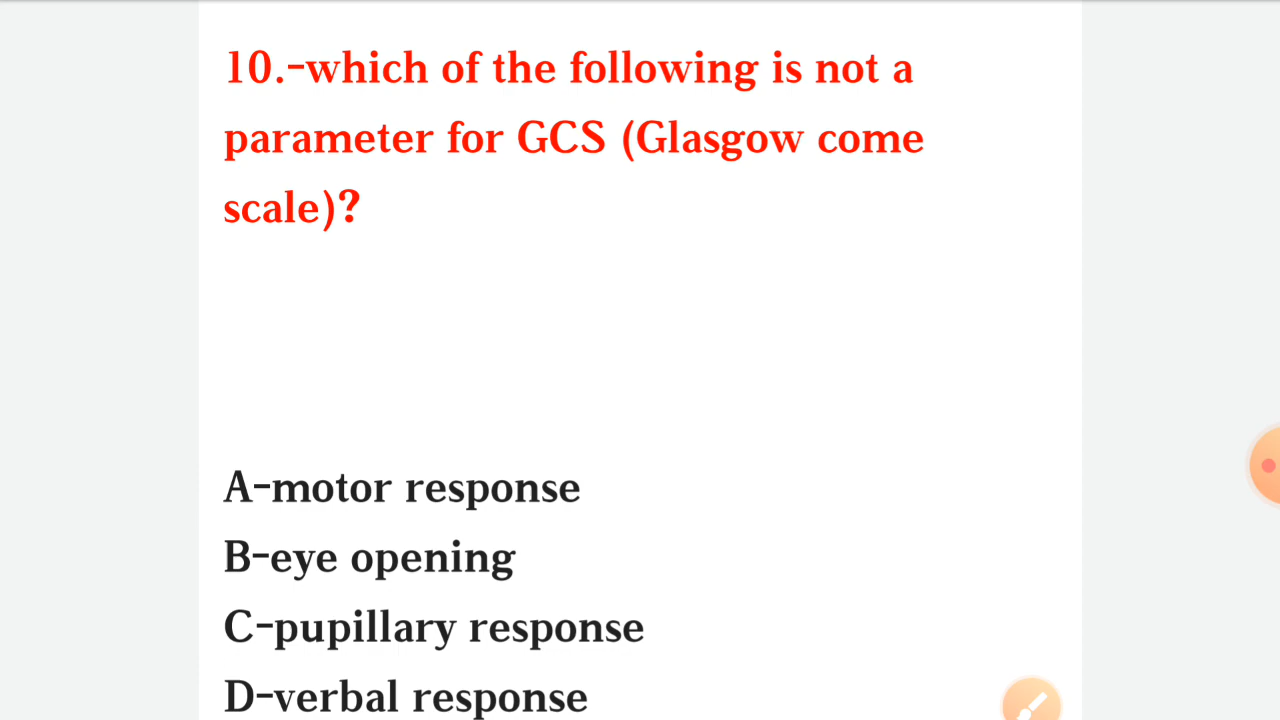 10.-which of the following is not a
parameter for GCS (Glasgow come
scale)?
A-motor response
B-eye opening
C-pupillary response
D-verbal response